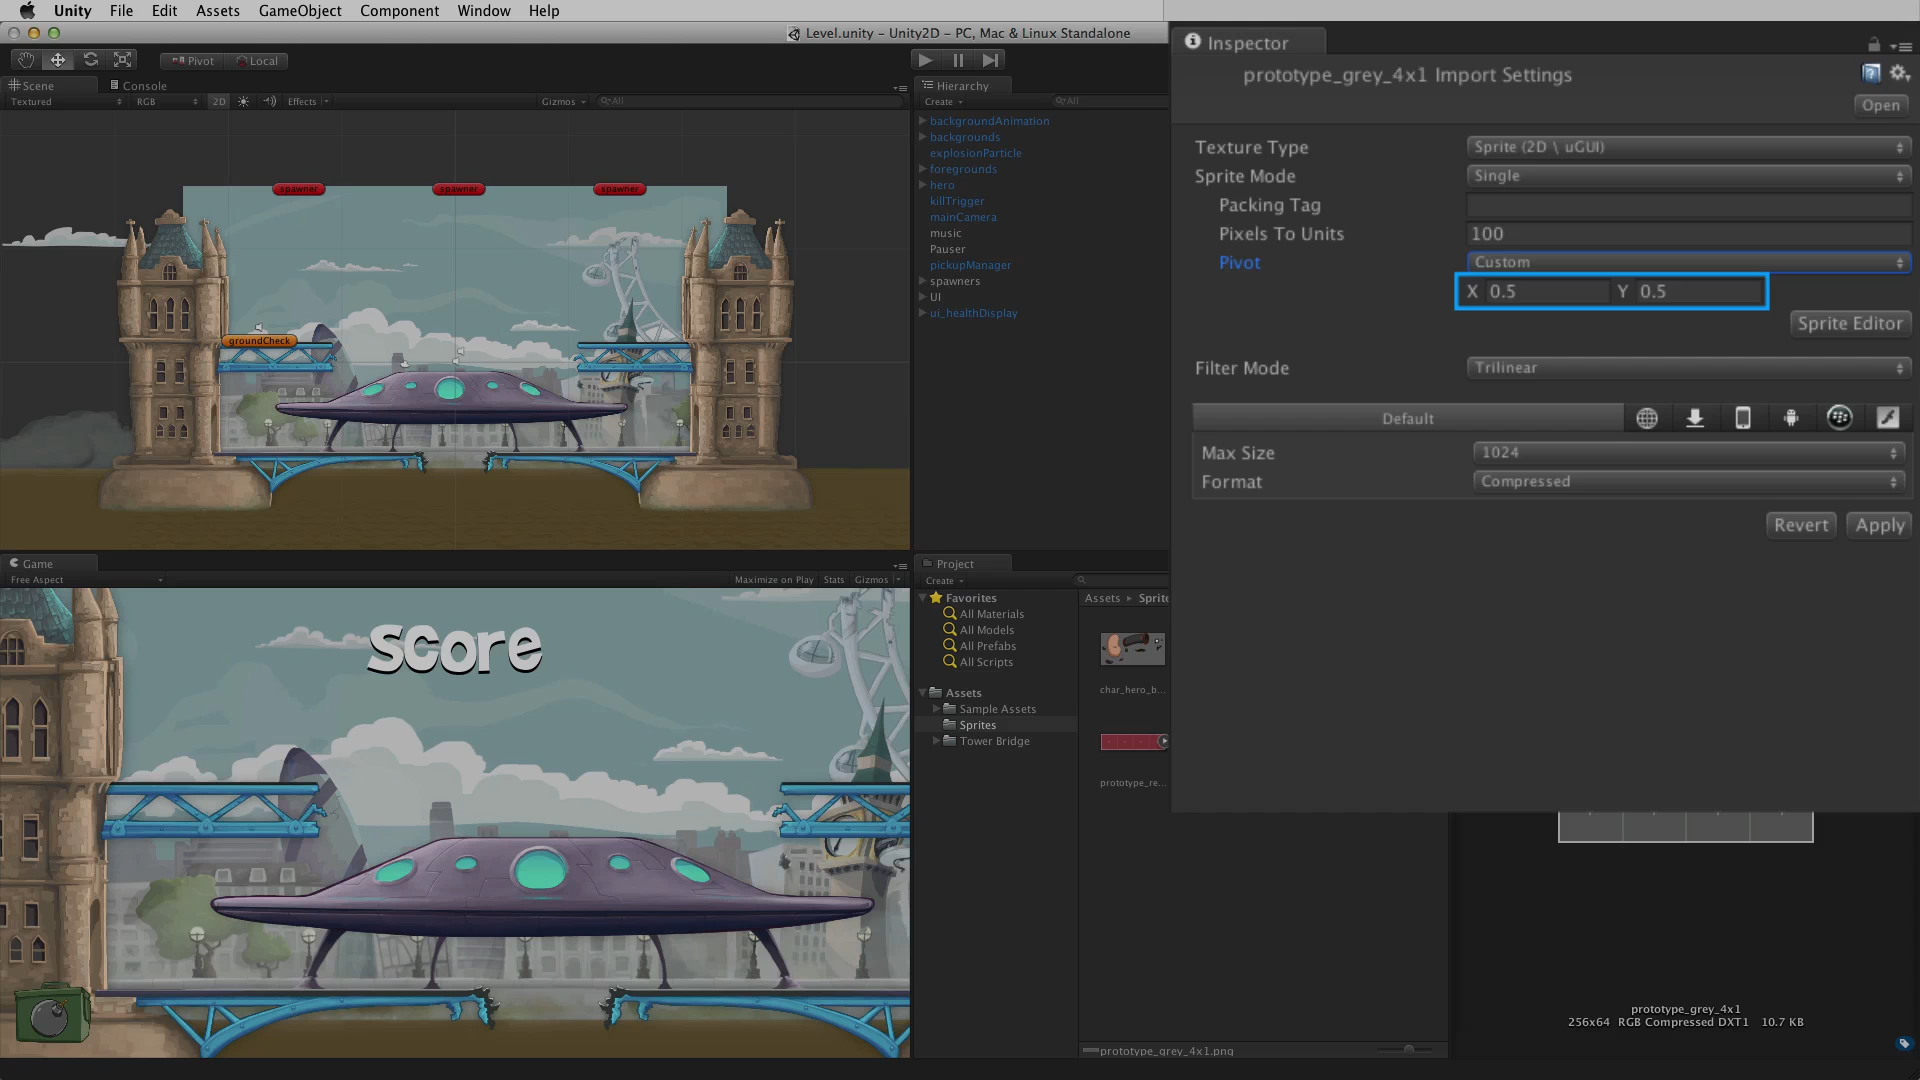 Unity File Edit Assets GameObject Component Window Help
Level.unity - Unity2D - PC, Mac & Linux Standalone
Pivot Local
Scene Console
Textured RGB 2D Effects Gizmos All
spawner spawner spawner
groundCheck
Hierarchy
Create All
backgroundAnimation
backgrounds
explosionParticle
foregrounds
hero
killTrigger
mainCamera
music
Pauser
pickupManager
spawners
UI
ui_healthDisplay
Inspector
prototype_grey_4x1 Import Settings
Open
Texture Type Sprite (2D \ uGUI)
Sprite Mode Single
Packing Tag
Pixels To Units 100
Pivot Custom
X 0.5 Y 0.5
Sprite Editor
Filter Mode Trilinear
Default
Max Size 1024
Format Compressed
Revert Apply
Game
Free Aspect Maximize on Play Stats Gizmos
score
Project
Create
Favorites
All Materials
All Models
All Prefabs
All Scripts
Assets
Sample Assets
Sprites
Tower Bridge
Assets Sprite
char_hero_b...
prototype_re...
prototype_grey_4x1.png
prototype_grey_4x1
256x64 RGB Compressed DXT1 10.7 KB